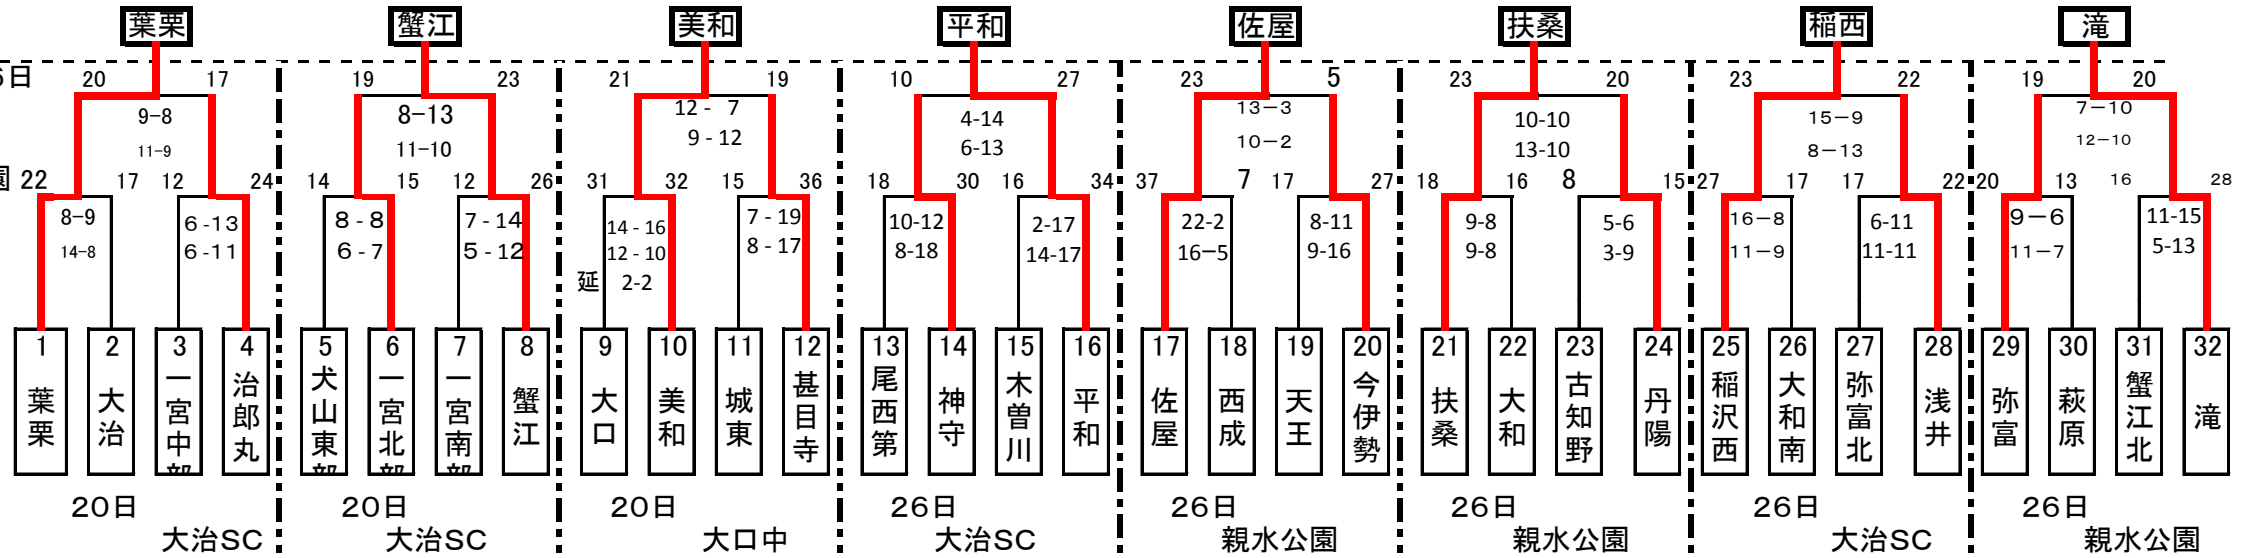 葉栗 蟹江 美和 平和 佐屋 扶桑 稲西 滝
日 20 17 19 23 21 19 10 27 23 5 23 20 23 22 19 20
9-8 8-13 12 - 7 4-14 13-3 10-10 15-9 7-10
11-9 11-10 9 - 12 6-13 10-2 13-10 8-13 12-10
園 22 17 12 24 14 15 12 26 31 32 15 36 18 30 16 34 37 7 17 27 18 16 8 15 27 17 17 22 20 13 16 28
8-9 6 -13 8 - 8 7 - 14 14 - 16 7 - 19 10-12 2-17 22-2 8-11 9-8 5-6 16-8 6-11 9-6 11-15
14-8 6 -11 6 - 7 5 - 12 12 - 10 8 - 17 8-18 14-17 16-5 9-16 9-8 3-9 11-9 11-11 11-7 5-13
延 2-2
1 2 3 4 5 6 7 8 9 10 11 12 13 14 15 16 17 18 19 20 21 22 23 24 25 26 27 28 29 30 31 32
葉栗 大治 一宮中部 治郎丸 犬山東部 一宮北部 一宮南部 蟹江 大口 美和 城東 甚目寺 尾西第 神守 木曽川 平和 佐屋 西成 天王 今伊勢 扶桑 大和 古知野 丹陽 稲沢西 大和南 弥富北 浅井 弥富 萩原 蟹江北 滝
20日 20日 20日 26日 26日 26日 26日 26日
大治SC 大治SC 大口中 大治SC 親水公園 親水公園 大治SC 親水公園